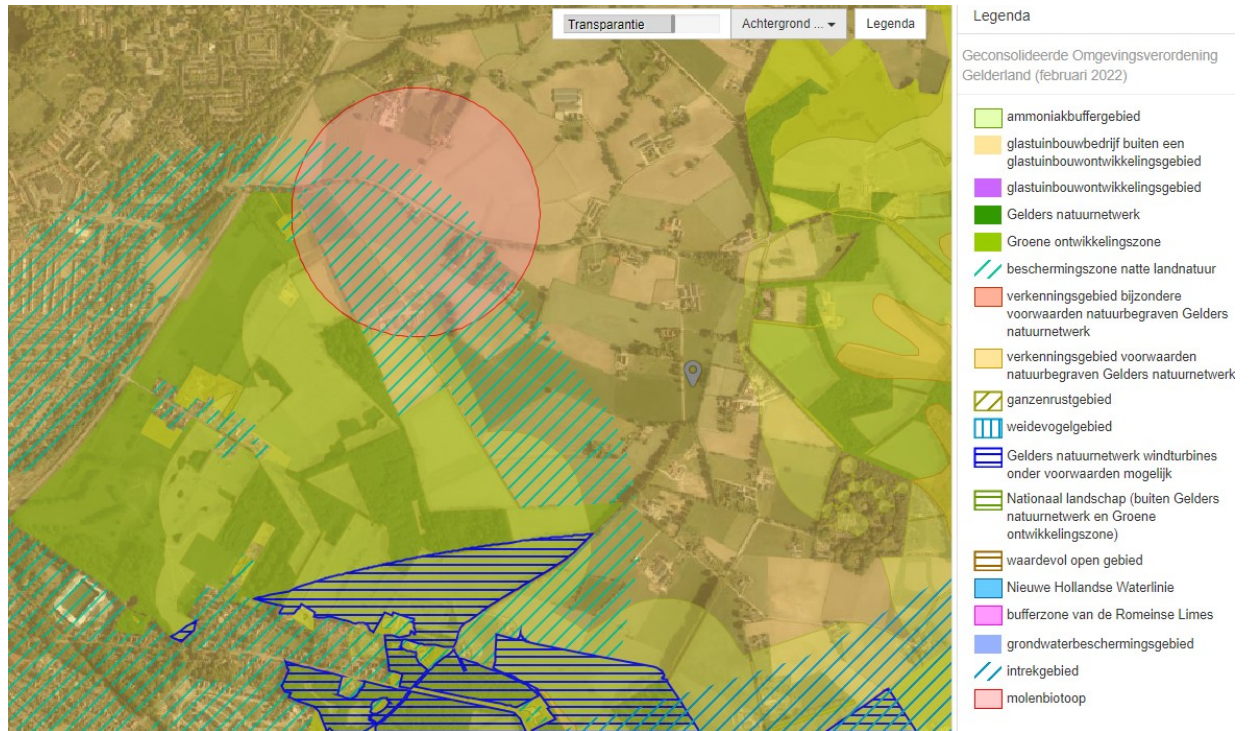 Transparantie
Achtergrond ...
Legenda
Legenda
Geconsolideerde Omgevingsverordening
Gelderland (februari 2022)
ammoniakbuffergebied
glastuinbouwbedrijf buiten een
glastuinbouwontwikkelingsgebied
glastuinbouwontwikkelingsgebied
Gelders natuurnetwerk
Groene ontwikkelingszone
beschermingszone natte landnatuur
verkenningsgebied bijzondere
voorwaarden natuurbegraven Gelders
natuurnetwerk
verkenningsgebied voorwaarden
natuurbegraven Gelders natuurnetwerk
ganzenrustgebied
weidevogelgebied
Gelders natuurnetwerk windturbines
onder voorwaarden mogelijk
Nationaal landschap (buiten Gelders
natuurnetwerk en Groene
ontwikkelingszone)
waardevol open gebied
Nieuwe Hollandse Waterlinie
bufferzone van de Romeinse Limes
grondwaterbeschermingsgebied
intrekgebied
molenbiotoop